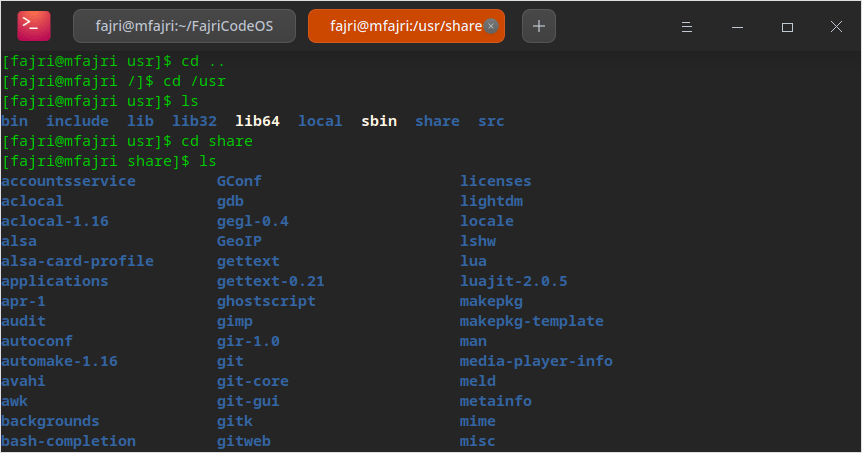 fajri@mfajri:~/FajriCodeOS fajri@mfajri:/usr/share
[fajri@mfajri usr]$ cd ..
[fajri@mfajri /]$ cd /usr
[fajri@mfajri usr]$ ls
bin include lib lib32 lib64 local sbin share src
[fajri@mfajri usr]$ cd share
[fajri@mfajri share]$ ls
accountsservice GConf licenses
aclocal gdb lightdm
aclocal-1.16 gegl-0.4 locale
alsa GeoIP lshw
alsa-card-profile gettext lua
applications gettext-0.21 luajit-2.0.5
apr-1 ghostscript makepkg
audit gimp makepkg-template
autoconf gir-1.0 man
automake-1.16 git media-player-info
avahi git-core meld
awk git-gui metainfo
backgrounds gitk mime
bash-completion gitweb misc